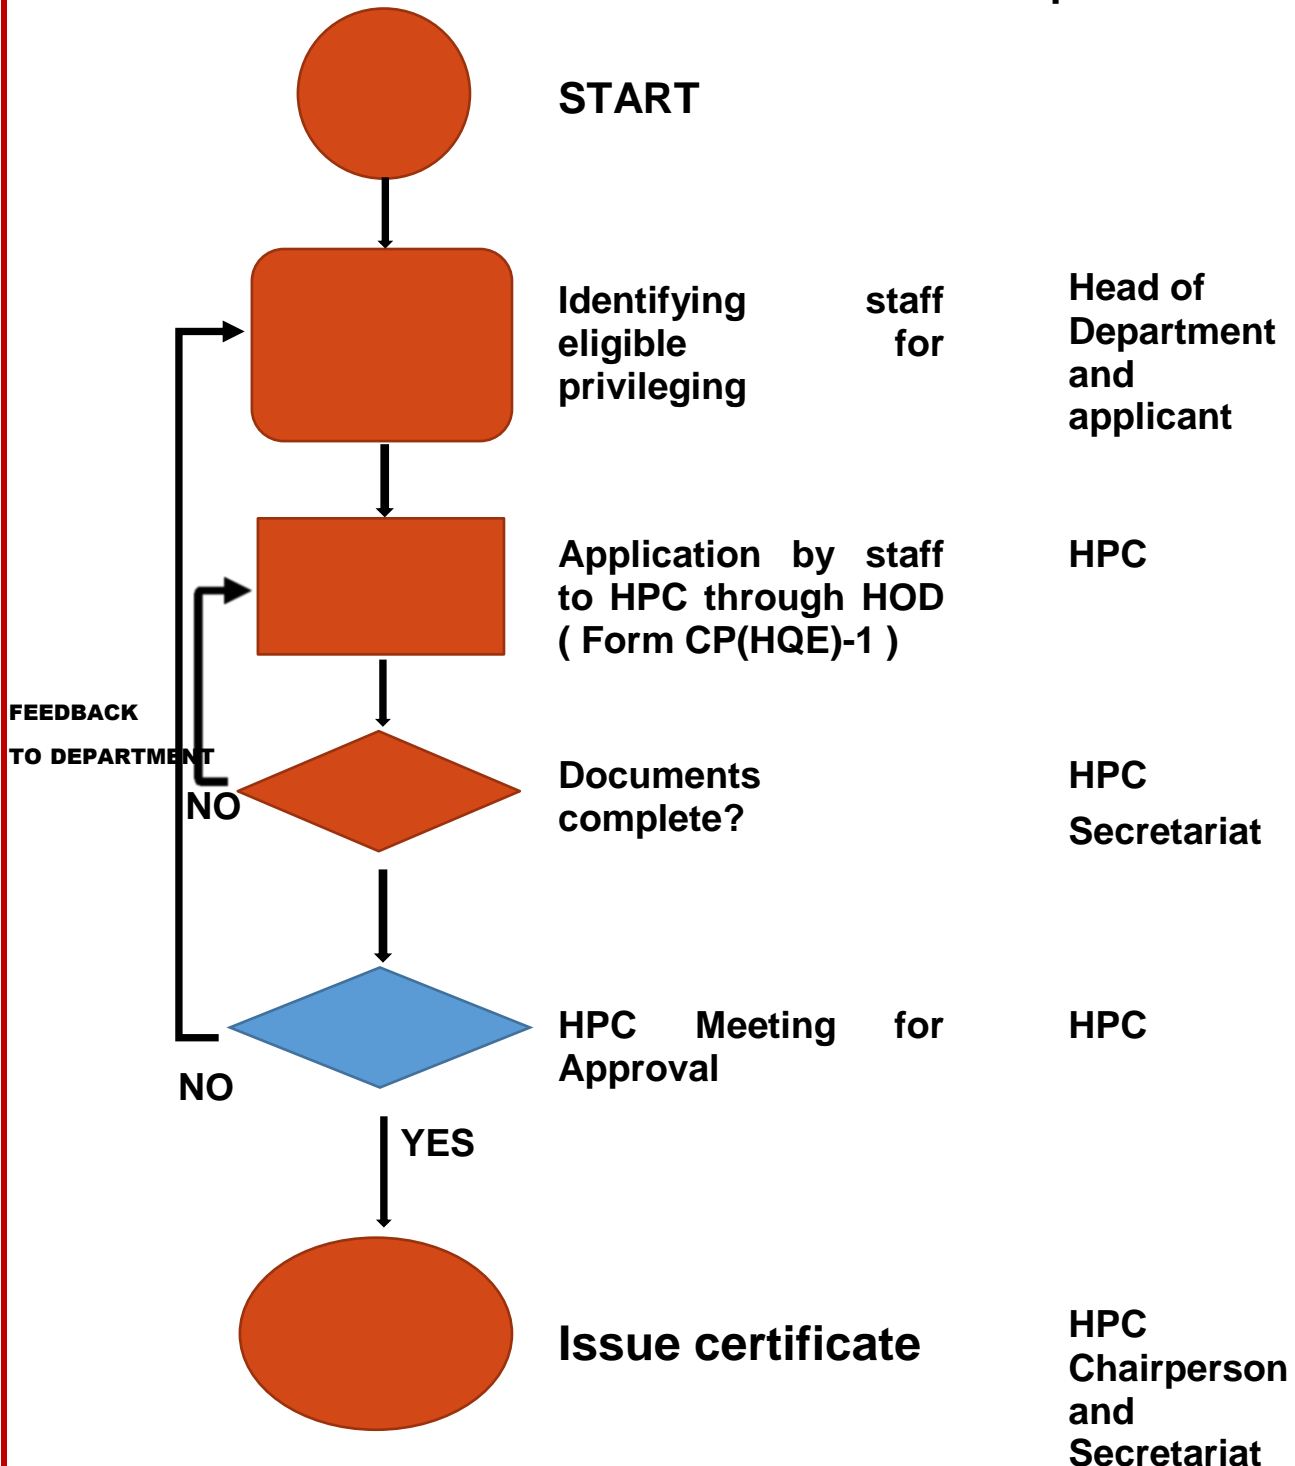 START
Identifying staff
eligible for
privileging
Head of
Department
and
applicant
Application by staff
to HPC through HOD
( Form CP(HQE)-1 )
HPC
FEEDBACK
TO DEPARTMENT
NO
Documents
complete?
HPC
Secretariat
HPC Meeting for
Approval
HPC
NO
YES
Issue certificate
HPC
Chairperson
and
Secretariat